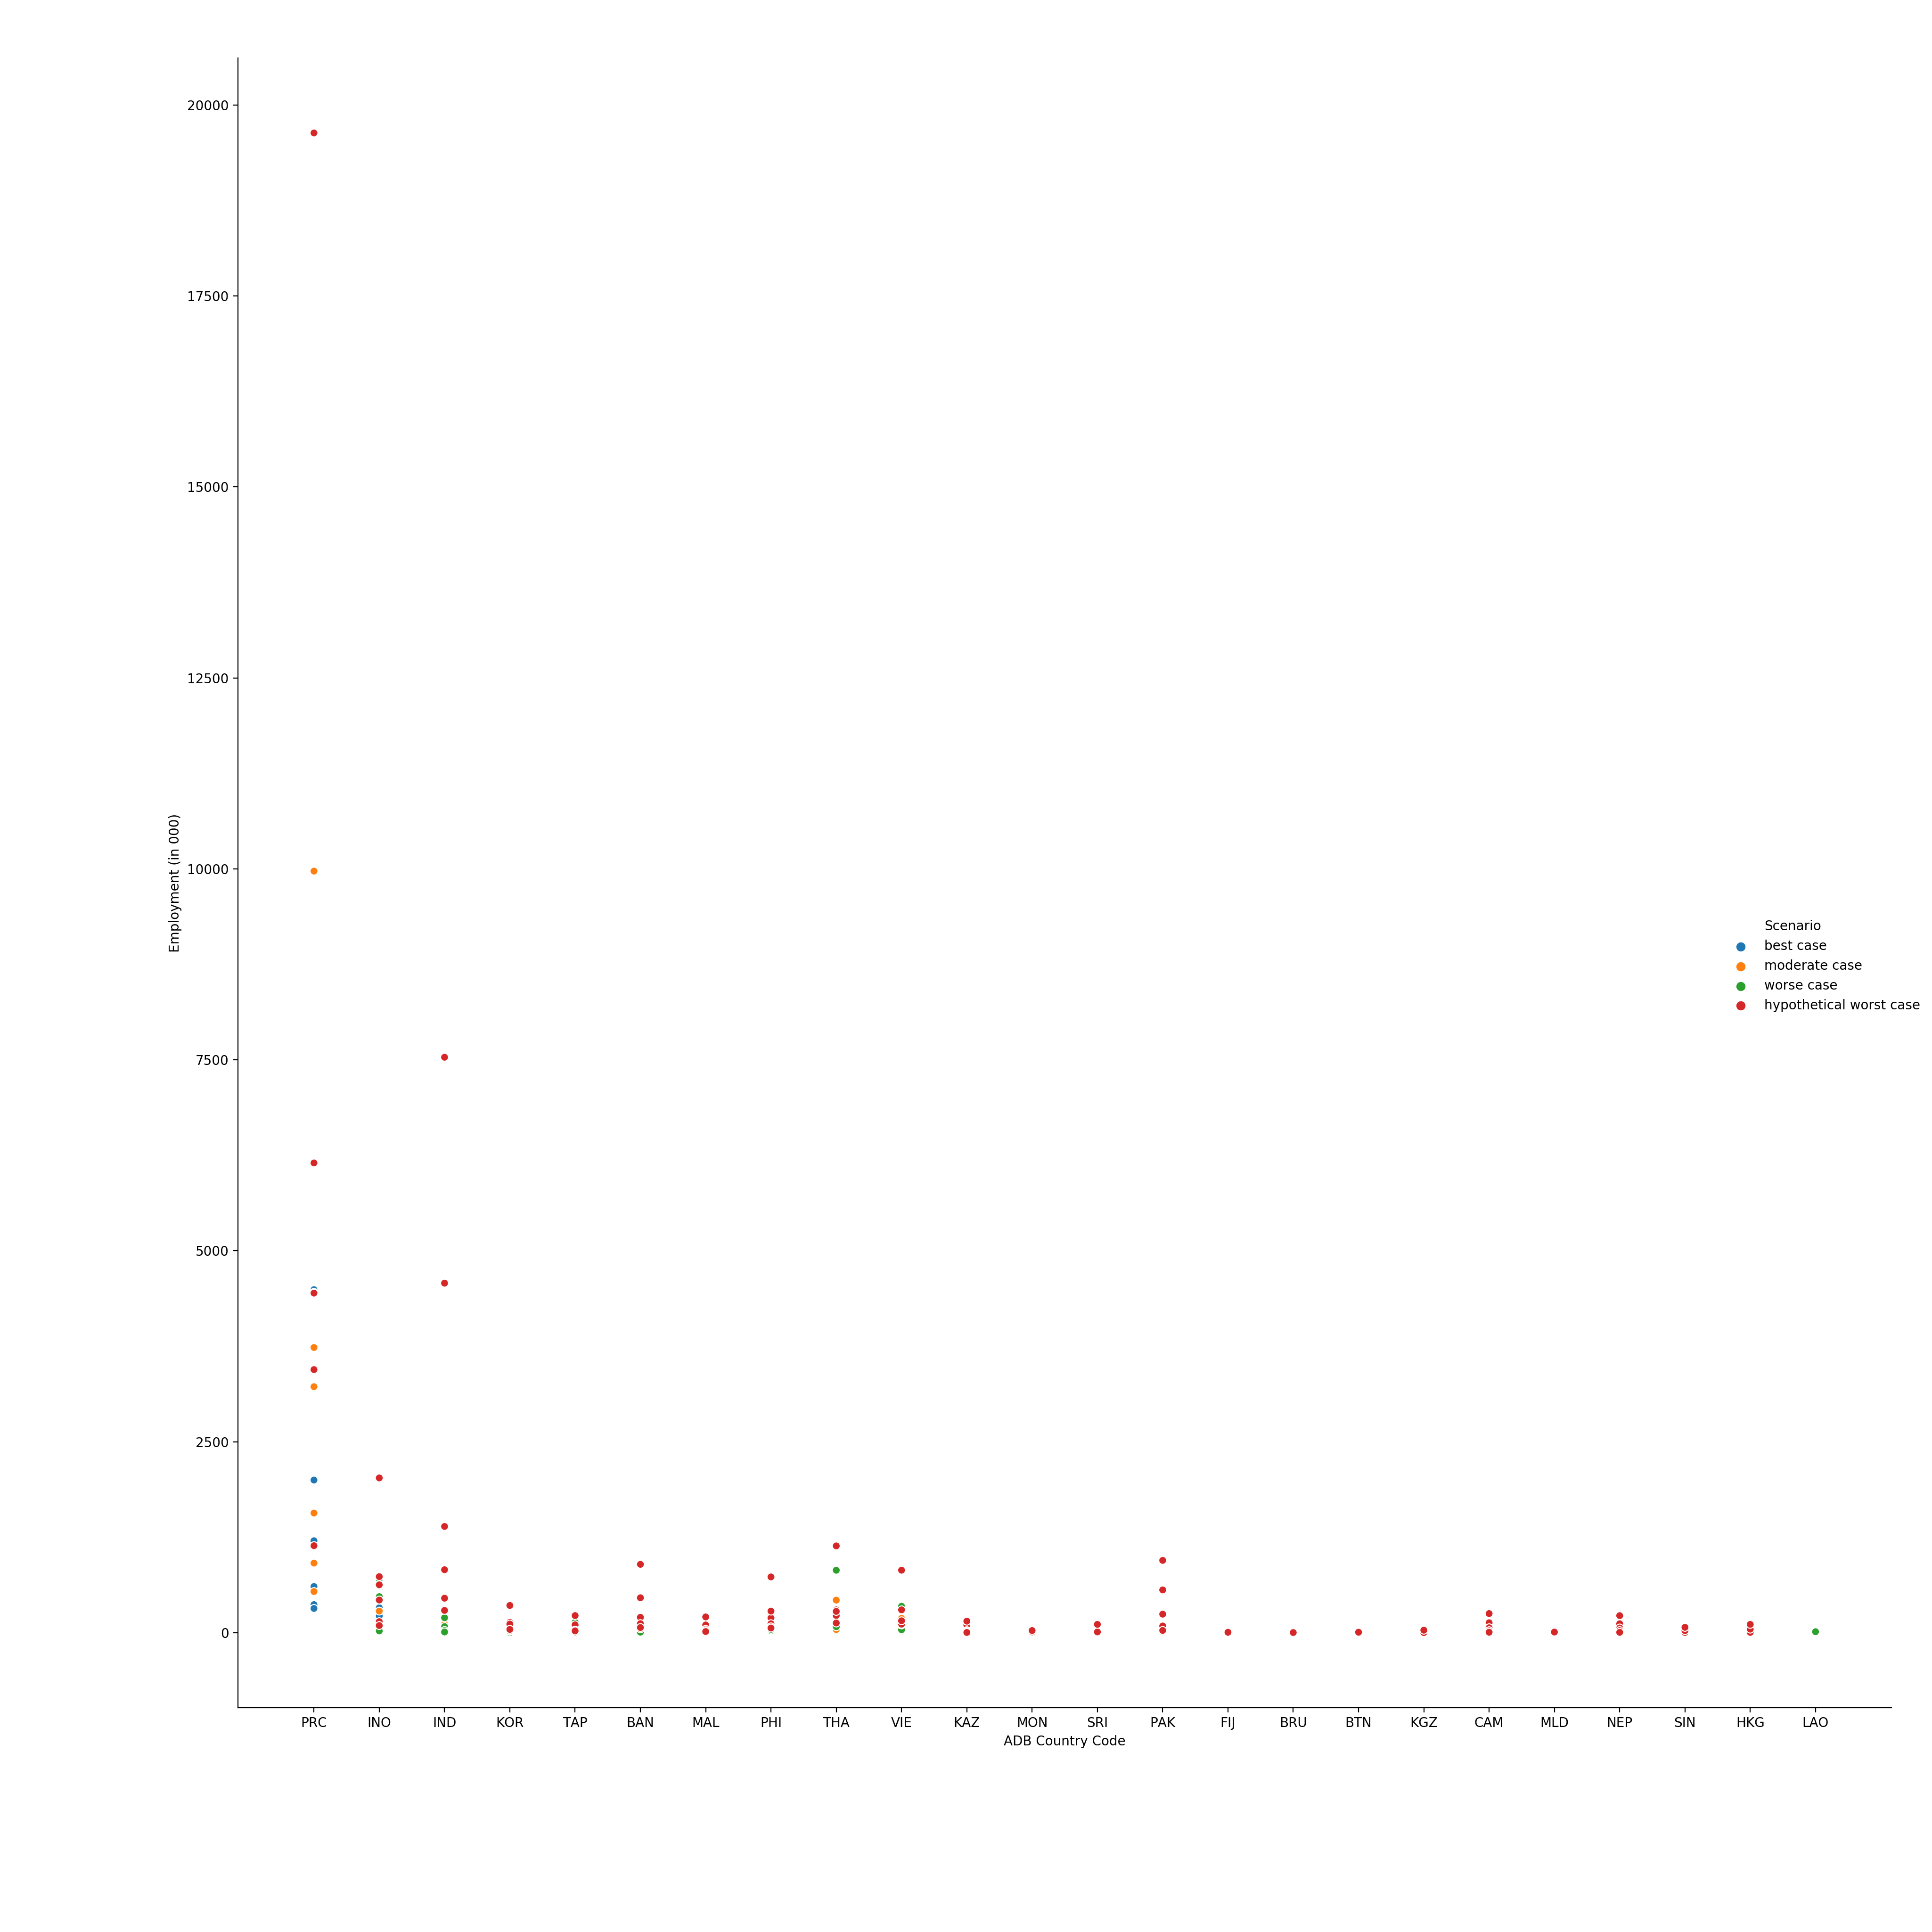 20000
17500
15000
12500
10000
7500
5000
2500
0
Employment (in 000)
Scenario
best case
moderate case
worse case
hypothetical worst case
PRC INO IND KOR TAP BAN MAL PHI THA VIE KAZ MON SRI PAK FIJ BRU BTN KGZ CAM MLD NEP SIN HKG LAO
ADB Country Code